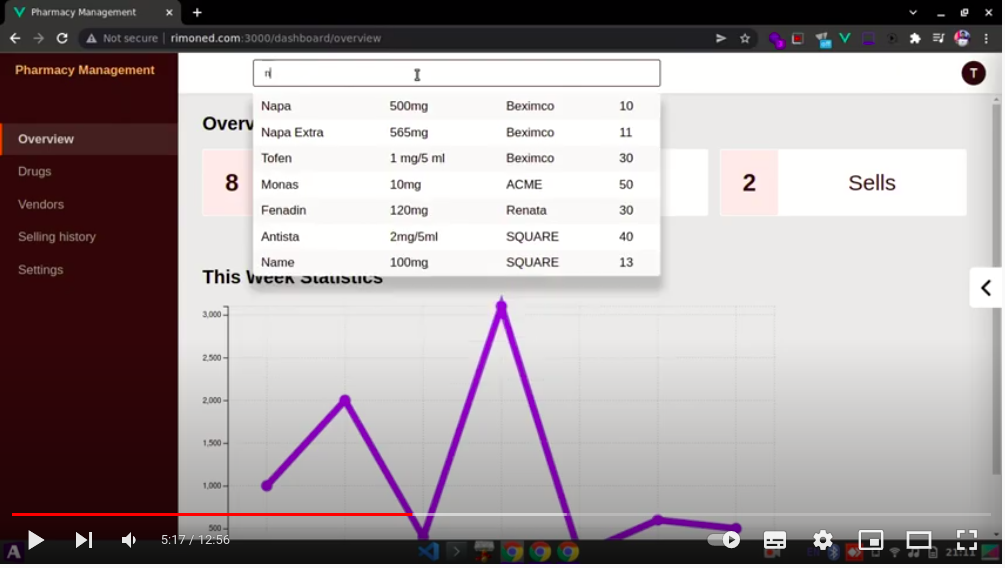 Pharmacy Management
Not secure | rimoned.com:3000/dashboard/overview
Pharmacy Management
n
T
Overview
Drugs
Vendors
Selling history
Settings
Overv
Napa 500mg Beximco 10
Napa Extra 565mg Beximco 11
Tofen 1 mg/5 ml Beximco 30
Monas 10mg ACME 50
Fenadin 120mg Renata 30
Antista 2mg/5ml SQUARE 40
Name 100mg SQUARE 13
8
2 Sells
This Week Statistics
3,000
2,500
2,000
1,500
1,000
500
5:17 / 12:56
A
21:11